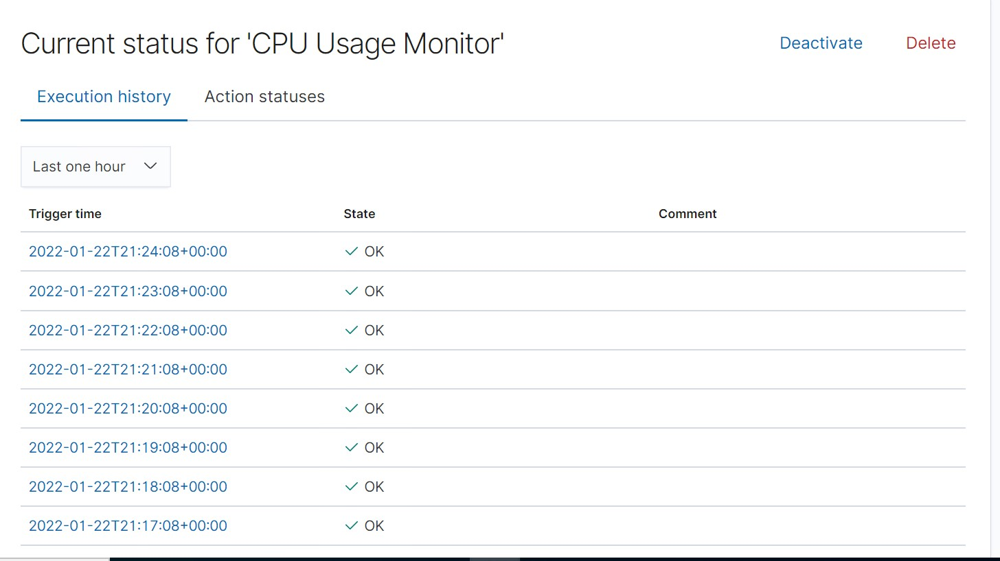 Current status for 'CPU Usage Monitor'
Deactivate
Delete
Execution history
Action statuses
Last one hour
Trigger time State Comment
2022-01-22T21:24:08+00:00 OK
2022-01-22T21:23:08+00:00 OK
2022-01-22T21:22:08+00:00 OK
2022-01-22T21:21:08+00:00 OK
2022-01-22T21:20:08+00:00 OK
2022-01-22T21:19:08+00:00 OK
2022-01-22T21:18:08+00:00 OK
2022-01-22T21:17:08+00:00 OK